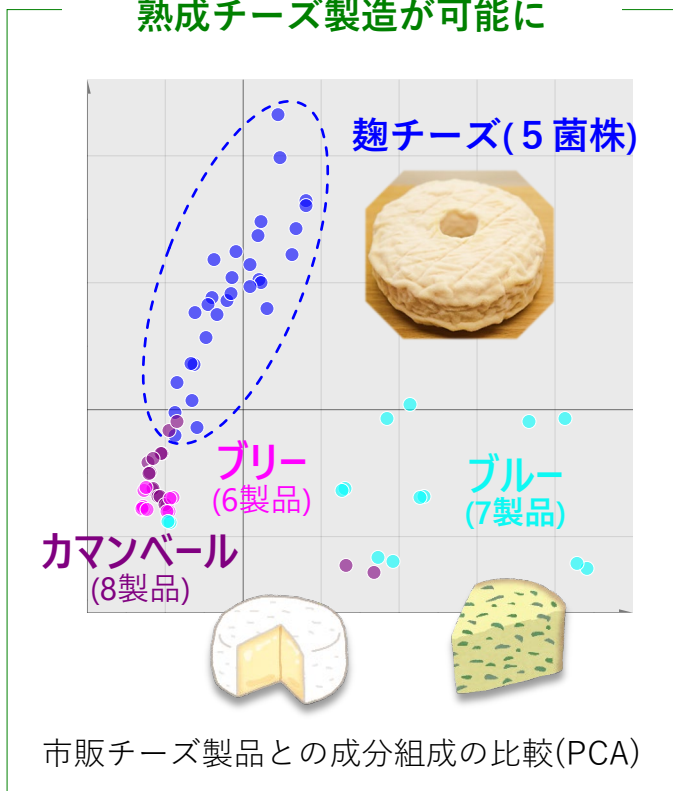 熟成チーズ製造が可能に
麹チーズ(５菌株)
ブリー
(6製品)
ブルー
(7製品)
カマンベール
(8製品)
市販チーズ製品との成分組成の比較(PCA)